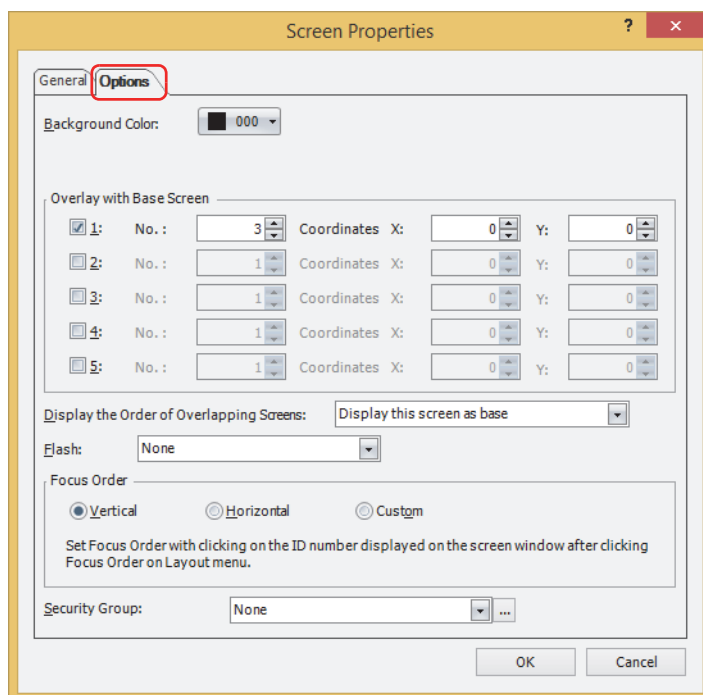 Screen Properties ? ×
General Options
Background Color: 000
Overlay with Base Screen
1: No. : 3 Coordinates X: 0 Y: 0
2: No. : 1 Coordinates X: 0 Y: 0
3: No. : 1 Coordinates X: 0 Y: 0
4: No. : 1 Coordinates X: 0 Y: 0
5: No. : 1 Coordinates X: 0 Y: 0
Display the Order of Overlapping Screens: Display this screen as base
Flash: None
Focus Order
Vertical Horizontal Custom
Set Focus Order with clicking on the ID number displayed on the screen window after clicking
Focus Order on Layout menu.
Security Group: None ...
OK Cancel